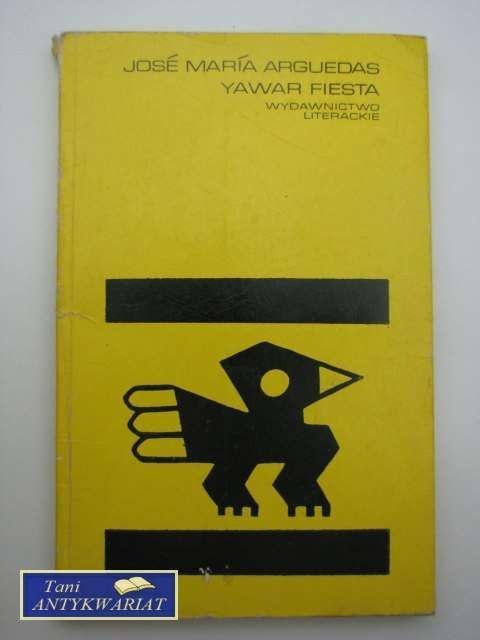 JOSÉ MARÍA ARGUEDAS
YAWAR FIESTA
WYDAWNICTWO
LITERACKIE
Tani
ANTYKWARIAT